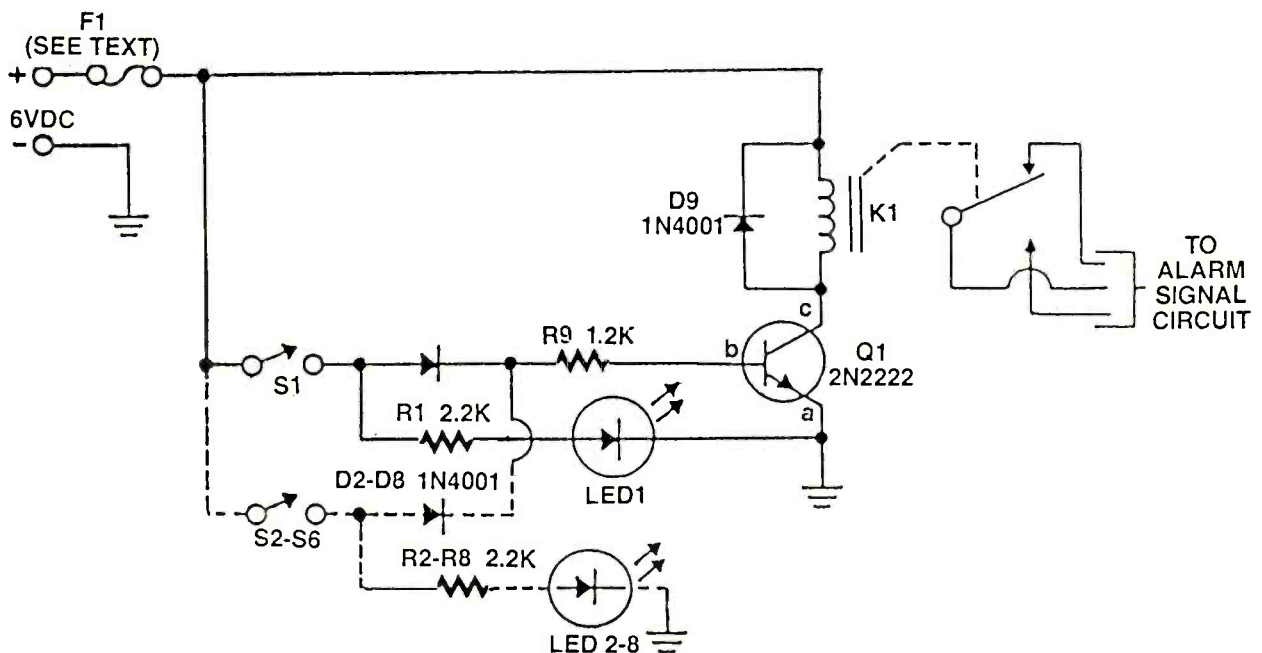 F1
(SEE TEXT)
+
6VDC
-
D9
1N4001
K1
TO
ALARM
SIGNAL
CIRCUIT
c
R9 1.2K
b
Q1
2N2222
S1
a
R1 2.2K
D2-D8 1N4001
LED1
S2-S6
R2-R8 2.2K
LED 2-8